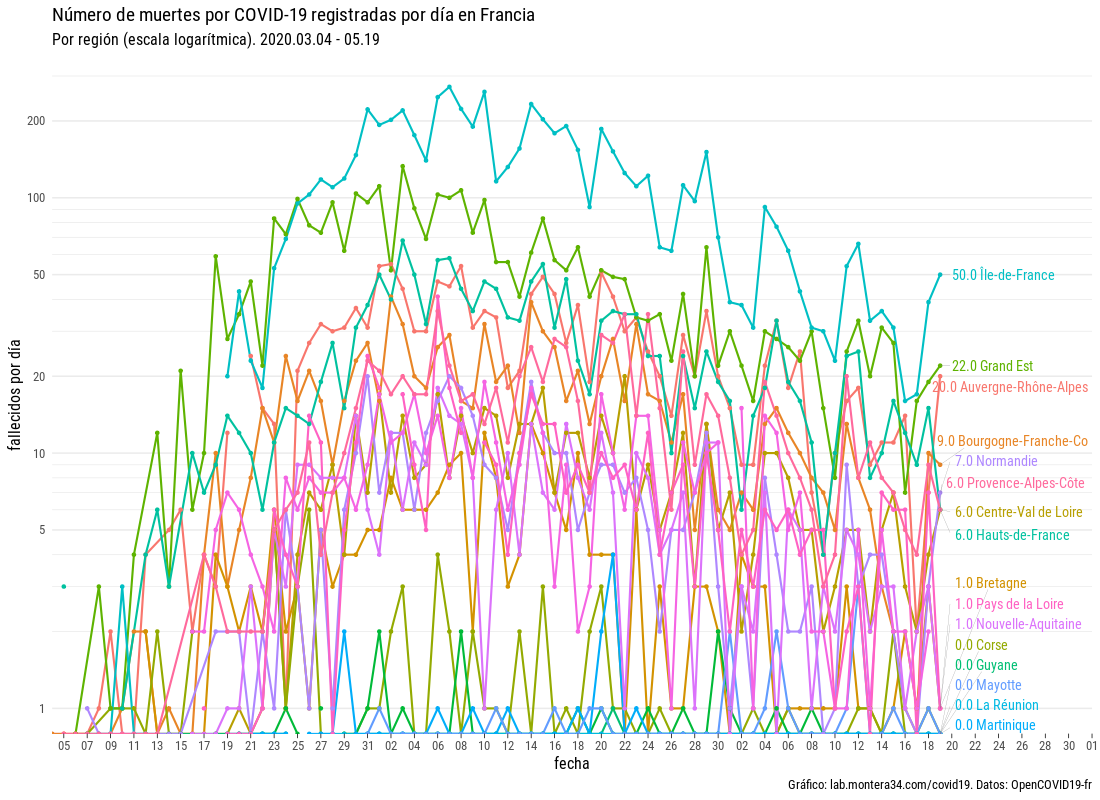 Número de muertes por COVID-19 registradas por día en Francia
Por región (escala logarítmica). 2020.03.04 - 05.19
fallecidos por día
200
100
50
20
10
5
1
50.0 Île-de-France
22.0 Grand Est
20.0 Auvergne-Rhône-Alpes
9.0 Bourgogne-Franche-Co
7.0 Normandie
6.0 Provence-Alpes-Côte
6.0 Centre-Val de Loire
6.0 Hauts-de-France
1.0 Bretagne
1.0 Pays de la Loire
1.0 Nouvelle-Aquitaine
0.0 Corse
0.0 Guyane
0.0 Mayotte
0.0 La Réunion
0.0 Martinique
05 07 09 11 13 15 17 19 21 23 25 27 29 31 02 04 06 08 10 12 14 16 18 20 22 24 26 28 30 02 04 06 08 10 12 14 16 18 20 22 24 26 28 30 01
fecha
Gráfico: lab.montera34.com/covid19. Datos: OpenCOVID19-fr